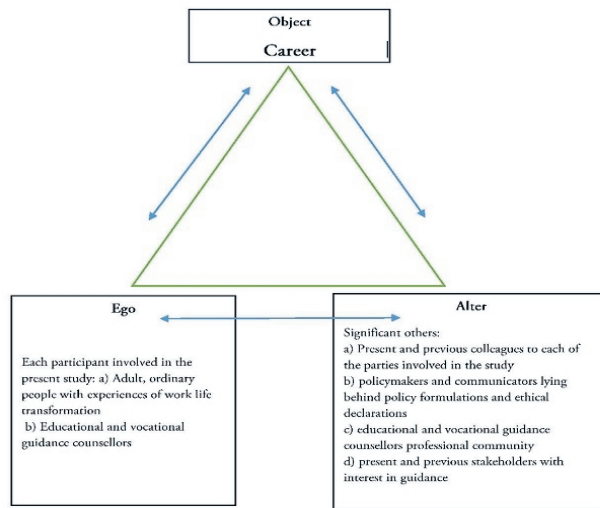 Object
Career
Ego
Each participant involved in the
present study: a) Adult, ordinary
people with experiences of work life
transformation
b) Educational and vocational
guidance counsellors
Alter
Significant others:
a) Present and previous colleagues to each of
the parties involved in the study
b) policymakers and communicators lying
behind policy formulations and ethical
declarations
c) educational and vocational guidance
counsellors professional community
d) present and previous stakeholders with
interest in guidance